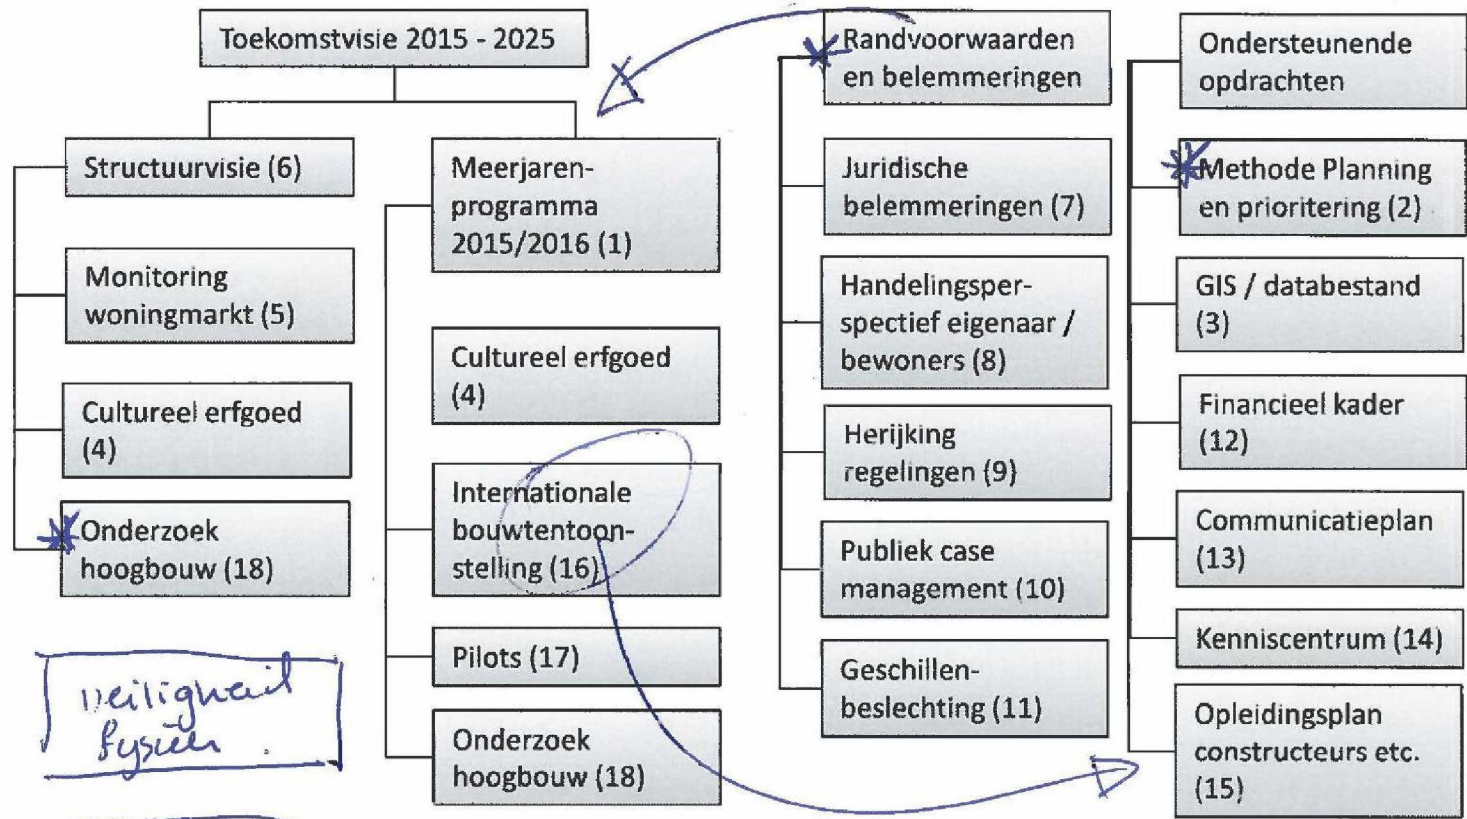 Toekomstvisie 2015 - 2025
Structuurvisie (6)
Monitoring
woningmarkt (5)
Cultureel erfgoed
(4)
Onderzoek
hoogbouw (18)
veiligheid
fysiek
Meerjaren-
programma
2015/2016 (1)
Cultureel erfgoed
(4)
Internationale
bouwtentoon-
stelling (16)
Pilots (17)
Onderzoek
hoogbouw (18)
Randvoorwaarden
en belemmeringen
Juridische
belemmeringen (7)
Handelingsper-
spectief eigenaar /
bewoners (8)
Herijking
regelingen (9)
Publiek case
management (10)
Geschillen-
beslechting (11)
Ondersteunende
opdrachten
Methode Planning
en prioritering (2)
GIS / databestand
(3)
Financieel kader
(12)
Communicatieplan
(13)
Kenniscentrum (14)
Opleidingsplan
constructeurs etc.
(15)